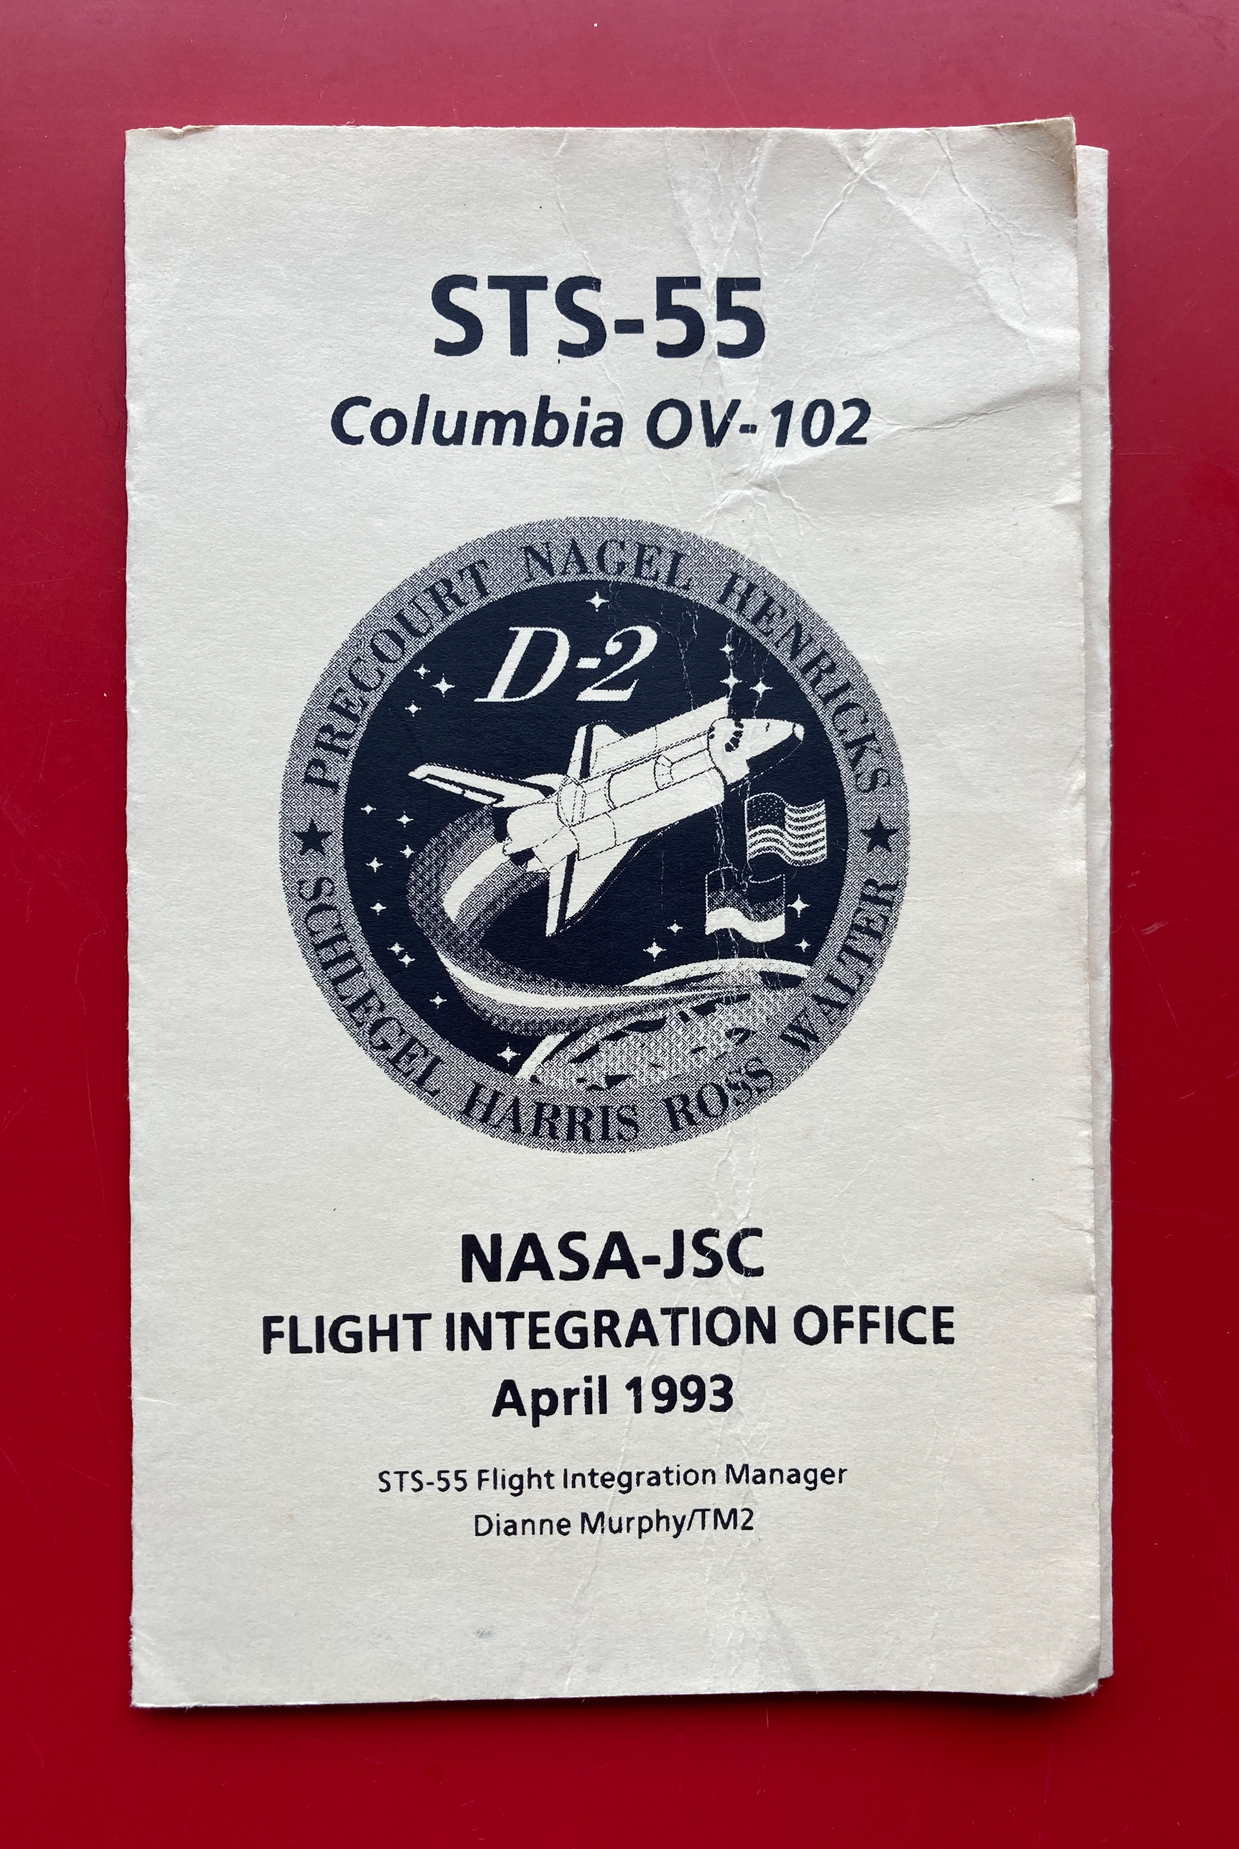 STS-55
Columbia OV-102
PRECOURT NAGEL HENRICKS
D-2
SCHLEGEL HARRIS ROSS WALTER
NASA-JSC
FLIGHT INTEGRATION OFFICE
April 1993
STS-55 Flight Integration Manager
Dianne Murphy/TM2